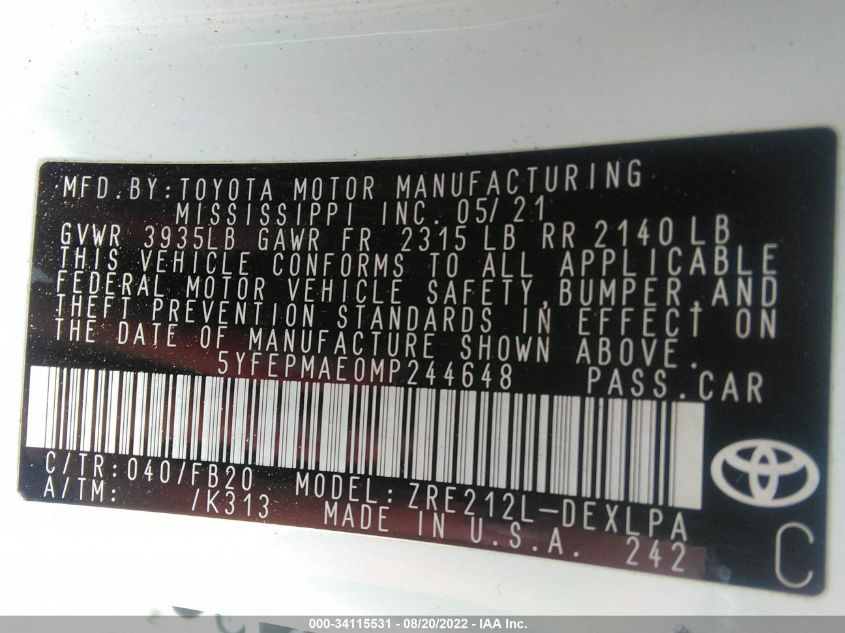 MFD.BY:TOYOTA MOTOR MANUFACTURING
MISSISSIPPI INC. 05/21
GVWR 3935LB GAWR FR 2315 LB RR 2140 LB
THIS VEHICLE CONFORMS TO ALL APPLICABLE
FEDERAL MOTOR VEHICLE SAFETY,BUMPER,AND
THEFT PREVENTION STANDARDS IN EFFECT ON
THE DATE OF MANUFACTURE SHOWN ABOVE.
5YFEPMAE0MP244648 PASS.CAR
C/TR:040/FB20 MODEL:ZRE212L-DEXLPA
A/TM: /K313 MADE IN U.S.A. 242
C
000-34115531 - 08/20/2022 - IAA Inc.